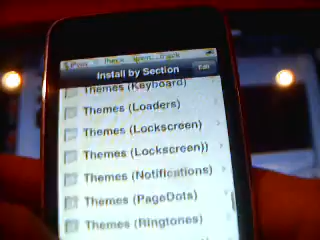 Install by Section
Edit
Themes (Keyboard)
Themes (Loaders)
Themes (Lockscreen)
Themes (Lockscreen))
Themes (Notifications)
Themes (PageDots)
Themes (Ringtones)